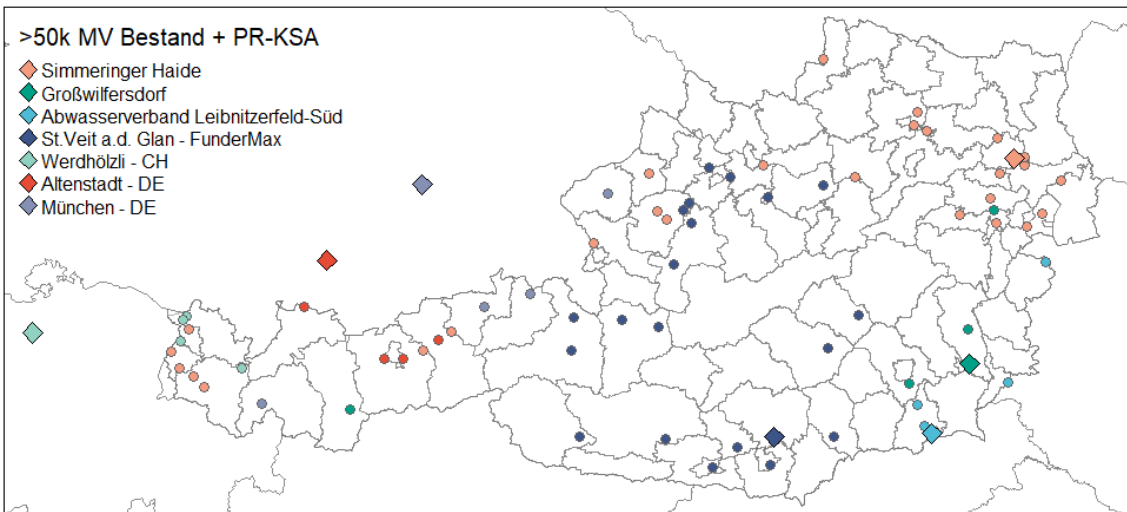 >50k MV Bestand + PR-KSA
Simmeringer Haide
Großwilfersdorf
Abwasserverband Leibnitzerfeld-Süd
St.Veit a.d. Glan - FunderMax
Werdhölzli - CH
Altenstadt - DE
München - DE